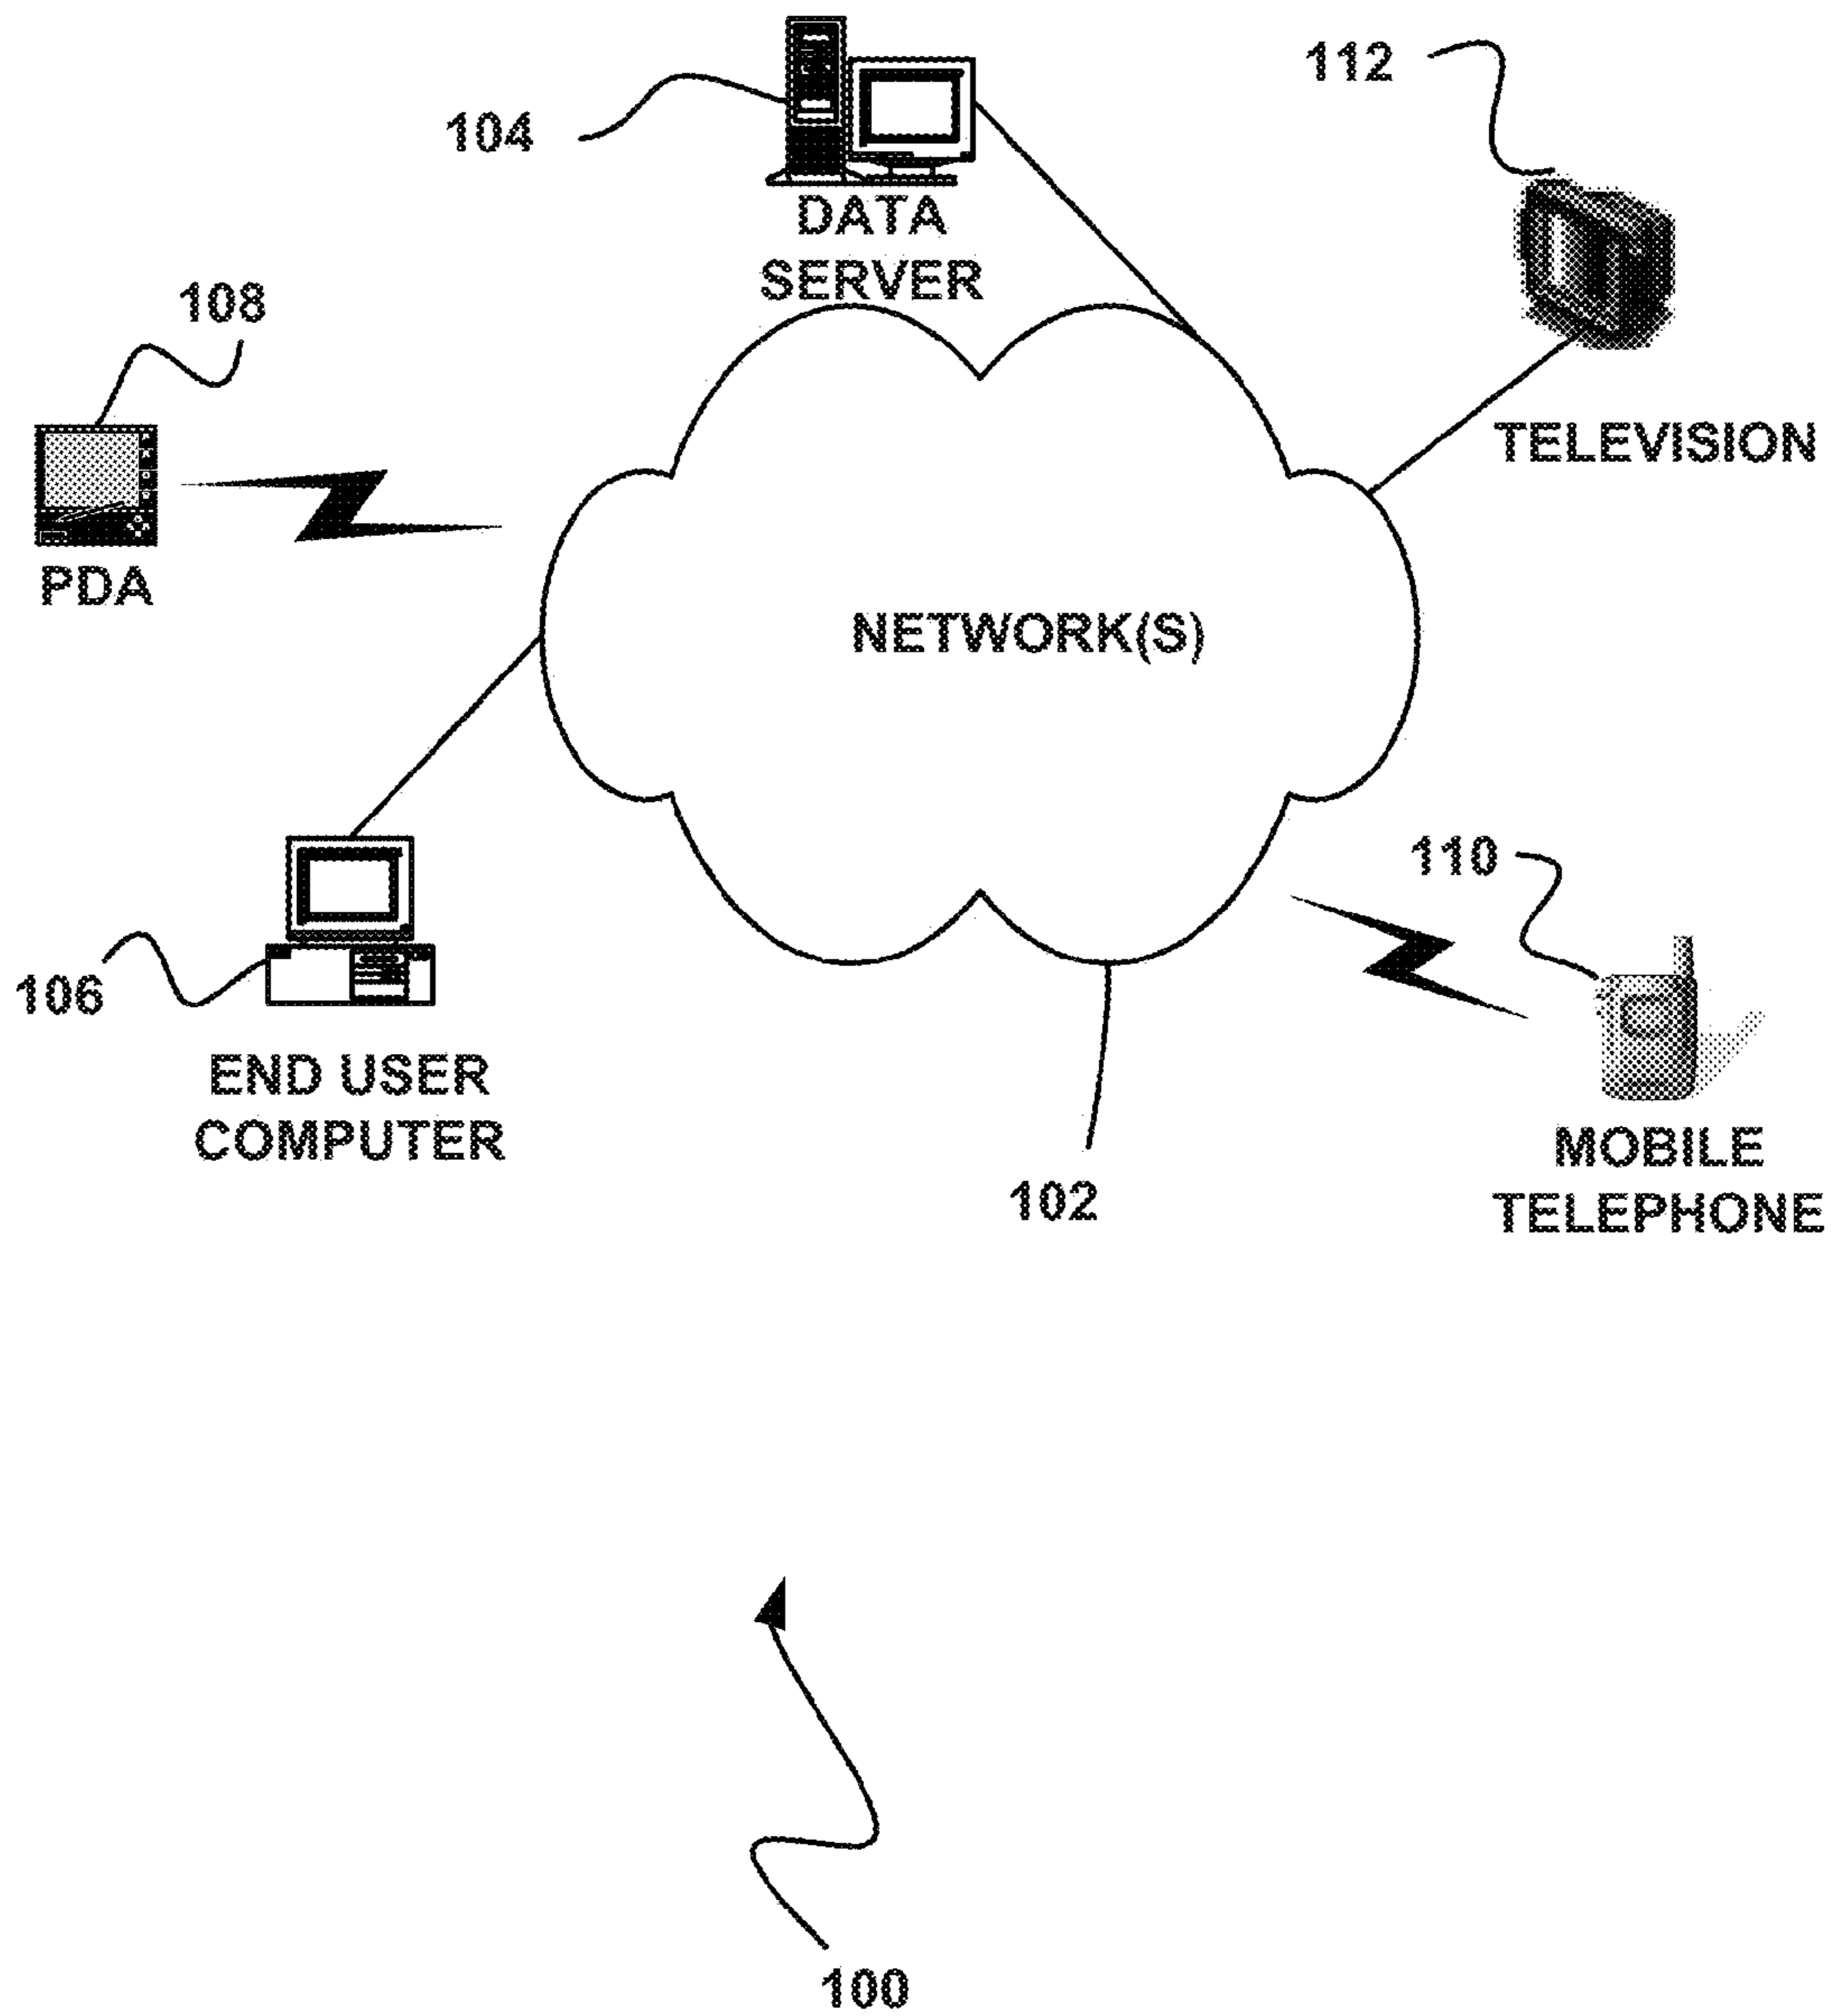 112
104
DATA
SERVER
108
TELEVISION
PDA
NETWORK(S)
110
106
END USER
COMPUTER
MOBILE
TELEPHONE
102
100